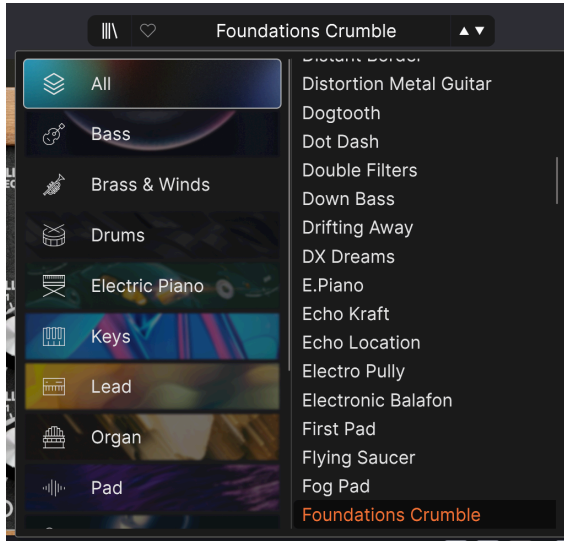 Foundations Crumble
All
Bass
Brass & Winds
Drums
Electric Piano
Keys
Lead
Organ
Pad
Distant Border
Distortion Metal Guitar
Dogtooth
Dot Dash
Double Filters
Down Bass
Drifting Away
DX Dreams
E.Piano
Echo Kraft
Echo Location
Electro Pully
Electronic Balafon
First Pad
Flying Saucer
Fog Pad
Foundations Crumble